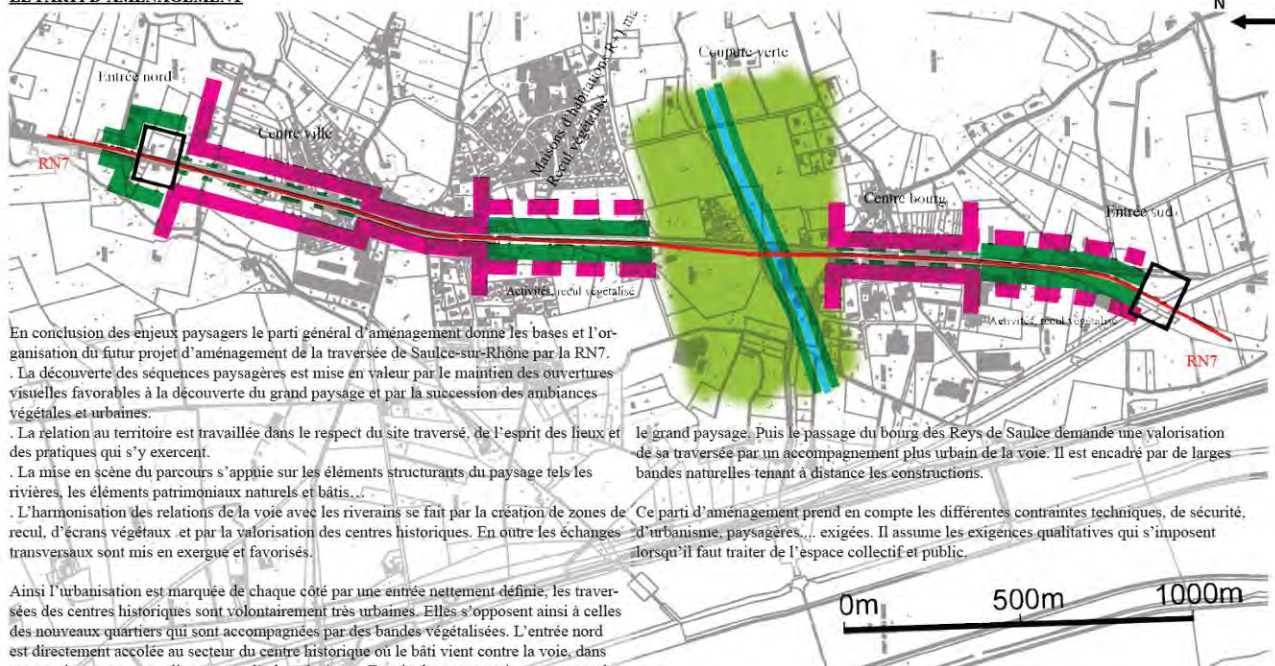 LE PARTI D'AMENAGEMENT
N
Entrée nord
RN7
Centre ville
Maisons d'habitations R+1
Recul végétalisé
Coupure verte
Centre bourg
Entrée sud
Activités, recul végétalisé
Activités, recul végétalisé
RN7
En conclusion des enjeux paysagers le parti général d'aménagement donne les bases et l'or-
ganisation du futur projet d'aménagement de la traversée de Saulce-sur-Rhône par la RN7.
. La découverte des séquences paysagères est mise en valeur par le maintien des ouvertures
visuelles favorables à la découverte du grand paysage et par la succession des ambiances
végétales et urbaines.
. La relation au territoire est travaillée dans le respect du site traversé, de l'esprit des lieux et
des pratiques qui s'y exercent.
. La mise en scène du parcours s'appuie sur les éléments structurants du paysage tels les
rivières, les éléments patrimoniaux naturels et bâtis…
. L'harmonisation des relations de la voie avec les riverains se fait par la création de zones de
recul, d'écrans végétaux et par la valorisation des centres historiques. En outre les échanges
transversaux sont mis en exergue et favorisés.
Ainsi l'urbanisation est marquée de chaque côté par une entrée nettement définie, les traver-
sées des centres historiques sont volontairement très urbaines. Elles s'opposent ainsi à celles
des nouveaux quartiers qui sont accompagnées par des bandes végétalisées. L'entrée nord
est directement accolée au secteur du centre historique où le bâti vient contre la voie, dans
le grand paysage. Puis le passage du bourg des Reys de Saulce demande une valorisation
de sa traversée par un accompagnement plus urbain de la voie. Il est encadré par de larges
bandes naturelles tenant à distance les constructions.
Ce parti d'aménagement prend en compte les différentes contraintes techniques, de sécurité,
d'urbanisme, paysagères.... exigées. Il assume les exigences qualitatives qui s'imposent
lorsqu'il faut traiter de l'espace collectif et public.
0m 500m 1000m